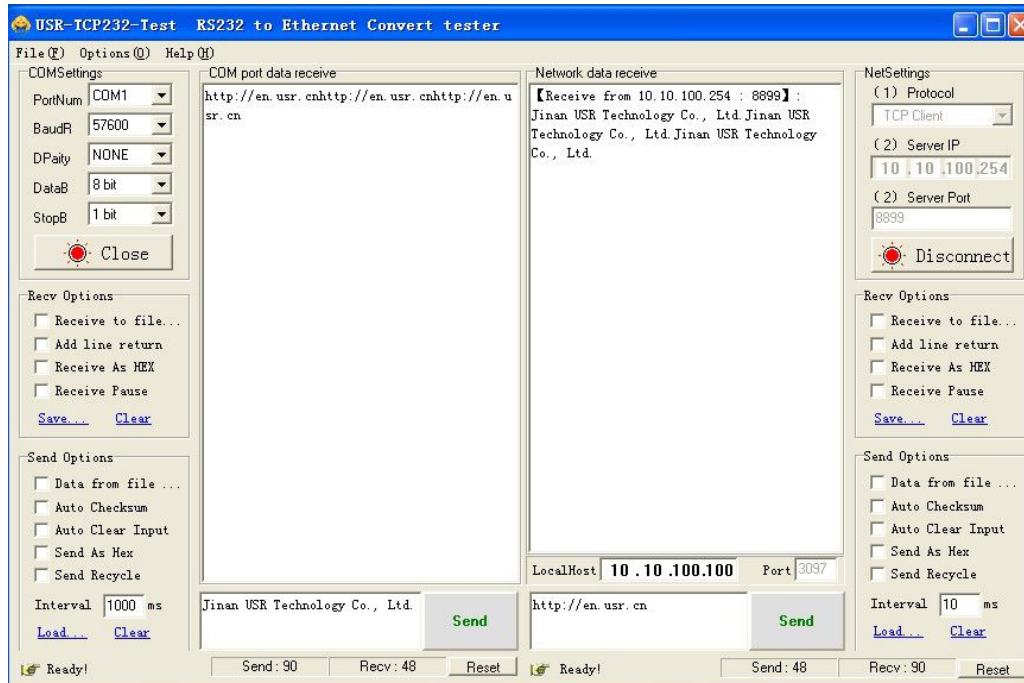 USR-TCP232-Test RS232 to Ethernet Convert tester
File(F) Options(O) Help(H)
COMSettings
PortNum COM1
BaudR 57600
DPaity NONE
DataB 8 bit
StopB 1 bit
Close
Recv Options
Receive to file...
Add line return
Receive As HEX
Receive Pause
Save... Clear
Send Options
Data from file ...
Auto Checksum
Auto Clear Input
Send As Hex
Send Recycle
Interval 1000 ms
Load... Clear
Ready!
COM port data receive
http://en.usr.cnhttp://en.usr.cnhttp://en.u
sr.cn
Jinan USR Technology Co., Ltd.
Send
Send : 90 Recv : 48 Reset
Network data receive
【Receive from 10.10.100.254 : 8899】:
Jinan USR Technology Co., Ltd.Jinan USR
Technology Co., Ltd.Jinan USR Technology
Co., Ltd.
LocalHost 10 .10 .100.100 Port 3097
http://en.usr.cn
Send
Ready! Send : 48 Recv : 90 Reset
NetSettings
(1) Protocol
TCP Client
(2) Server IP
10 .10 .100.254
(2) Server Port
8899
Disconnect
Recv Options
Receive to file...
Add line return
Receive As HEX
Receive Pause
Save... Clear
Send Options
Data from file ...
Auto Checksum
Auto Clear Input
Send As Hex
Send Recycle
Interval 10 ms
Load... Clear